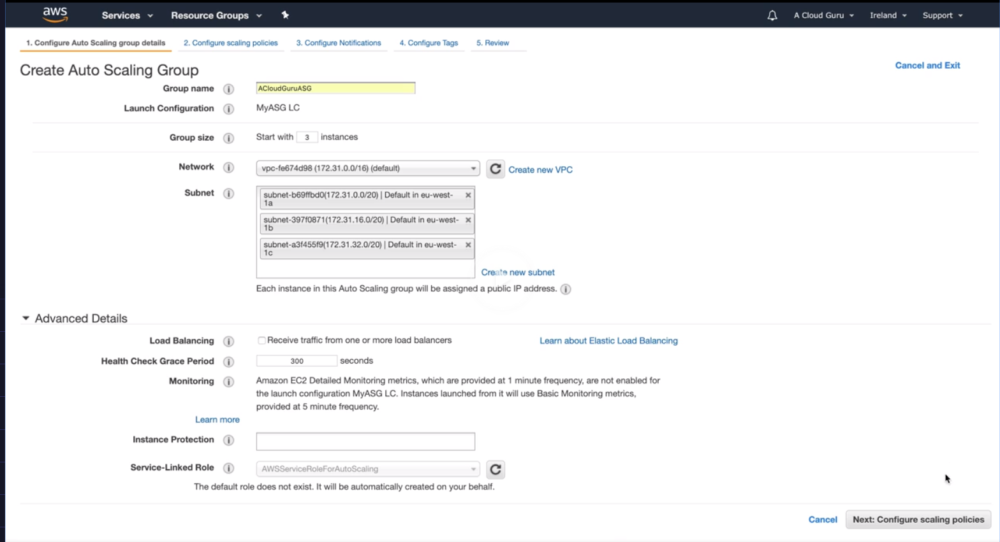 aws Services Resource Groups A Cloud Guru Ireland Support
1. Configure Auto Scaling group details 2. Configure scaling policies 3. Configure Notifications 4. Configure Tags 5. Review
Create Auto Scaling Group
Cancel and Exit
Group name ACloudGuruASG
Launch Configuration MyASG LC
Group size Start with 3 instances
Network vpc-fe674d98 (172.31.0.0/16) (default) Create new VPC
Subnet subnet-b69ffbd0(172.31.0.0/20) | Default in eu-west-
1a
subnet-397f0871(172.31.16.0/20) | Default in eu-west-
1b
subnet-a3f455f9(172.31.32.0/20) | Default in eu-west-
1c
Create new subnet
Each instance in this Auto Scaling group will be assigned a public IP address.
Advanced Details
Load Balancing Receive traffic from one or more load balancers Learn about Elastic Load Balancing
Health Check Grace Period 300 seconds
Monitoring Amazon EC2 Detailed Monitoring metrics, which are provided at 1 minute frequency, are not enabled for
the launch configuration MyASG LC. Instances launched from it will use Basic Monitoring metrics,
provided at 5 minute frequency.
Learn more
Instance Protection
Service-Linked Role AWSServiceRoleForAutoScaling
The default role does not exist. It will be automatically created on your behalf.
Cancel Next: Configure scaling policies